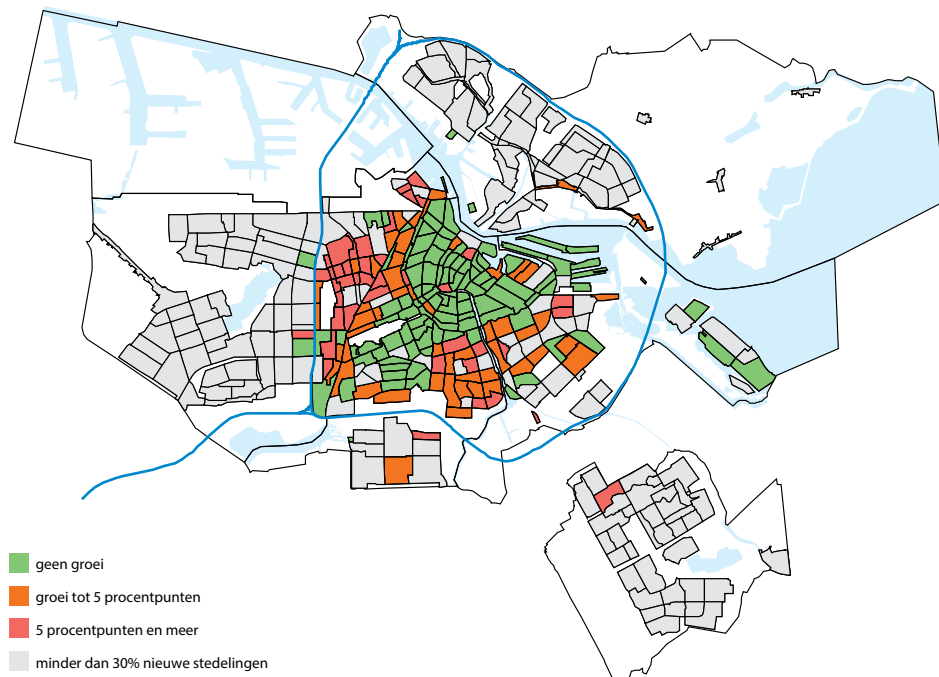 geen groei
groei tot 5 procentpunten
5 procentpunten en meer
minder dan 30% nieuwe stedelingen